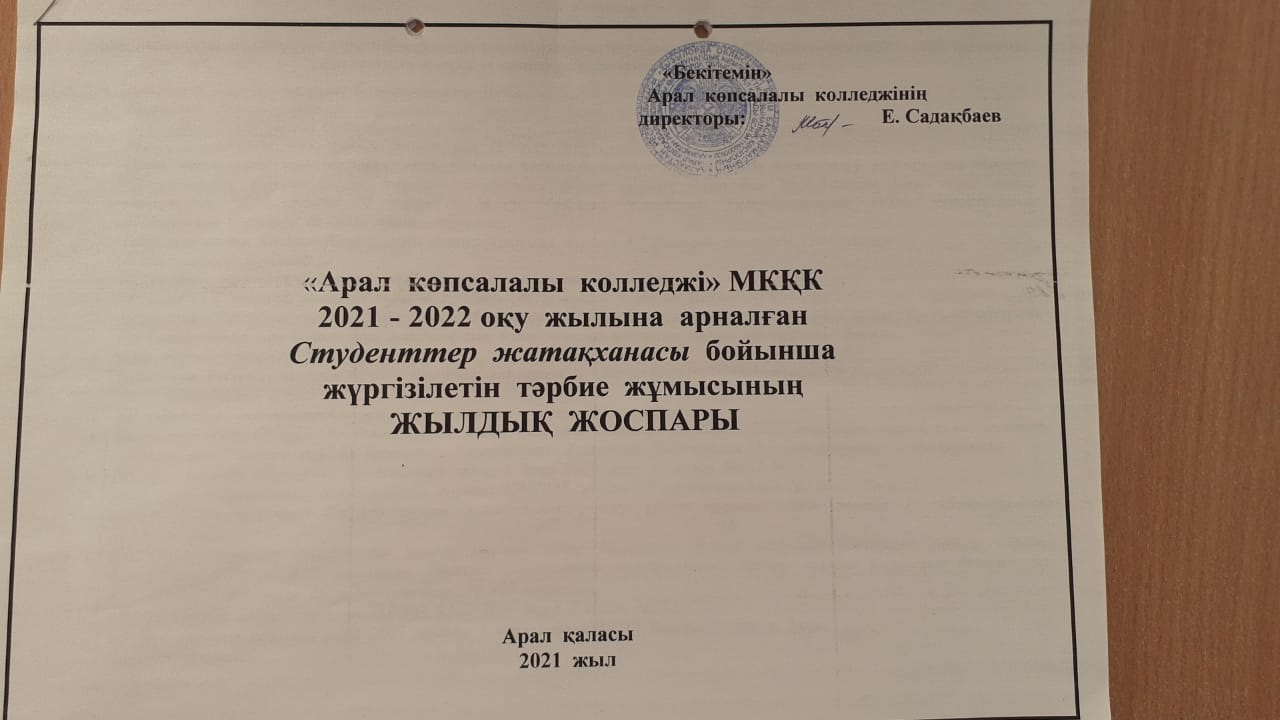 «Бекітемін»
Арал көпсалалы колледжінің
директоры: Е. Садақбаев
«Арал көпсалалы колледжі» МКҚК
2021 - 2022 оқу жылына арналған
Студенттер жатақханасы бойынша
жүргізілетін тәрбие жұмысының
ЖЫЛДЫҚ ЖОСПАРЫ
Арал қаласы
2021 жыл